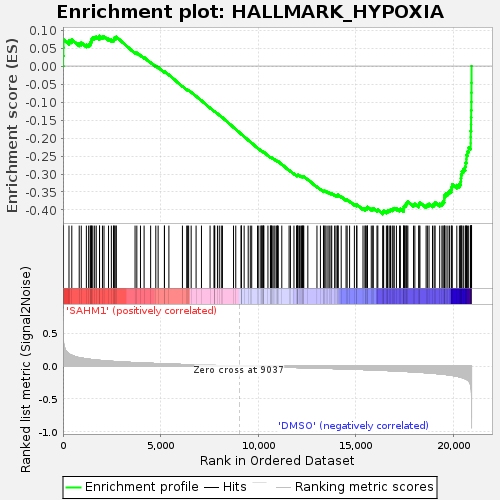 Enrichment plot: HALLMARK_HYPOXIA
Enrichment score (ES)
0.10
0.05
0.00
-0.05
-0.10
-0.15
-0.20
-0.25
-0.30
-0.35
-0.40
'SAHM1' (positively correlated)
Ranked list metric (Signal2Noise)
0.5
0.0
-0.5
-1.0
Zero cross at 9037
'DMSO' (negatively correlated)
0
5,000
10,000
15,000
20,000
Rank in Ordered Dataset
Enrichment profile
Hits
Ranking metric scores